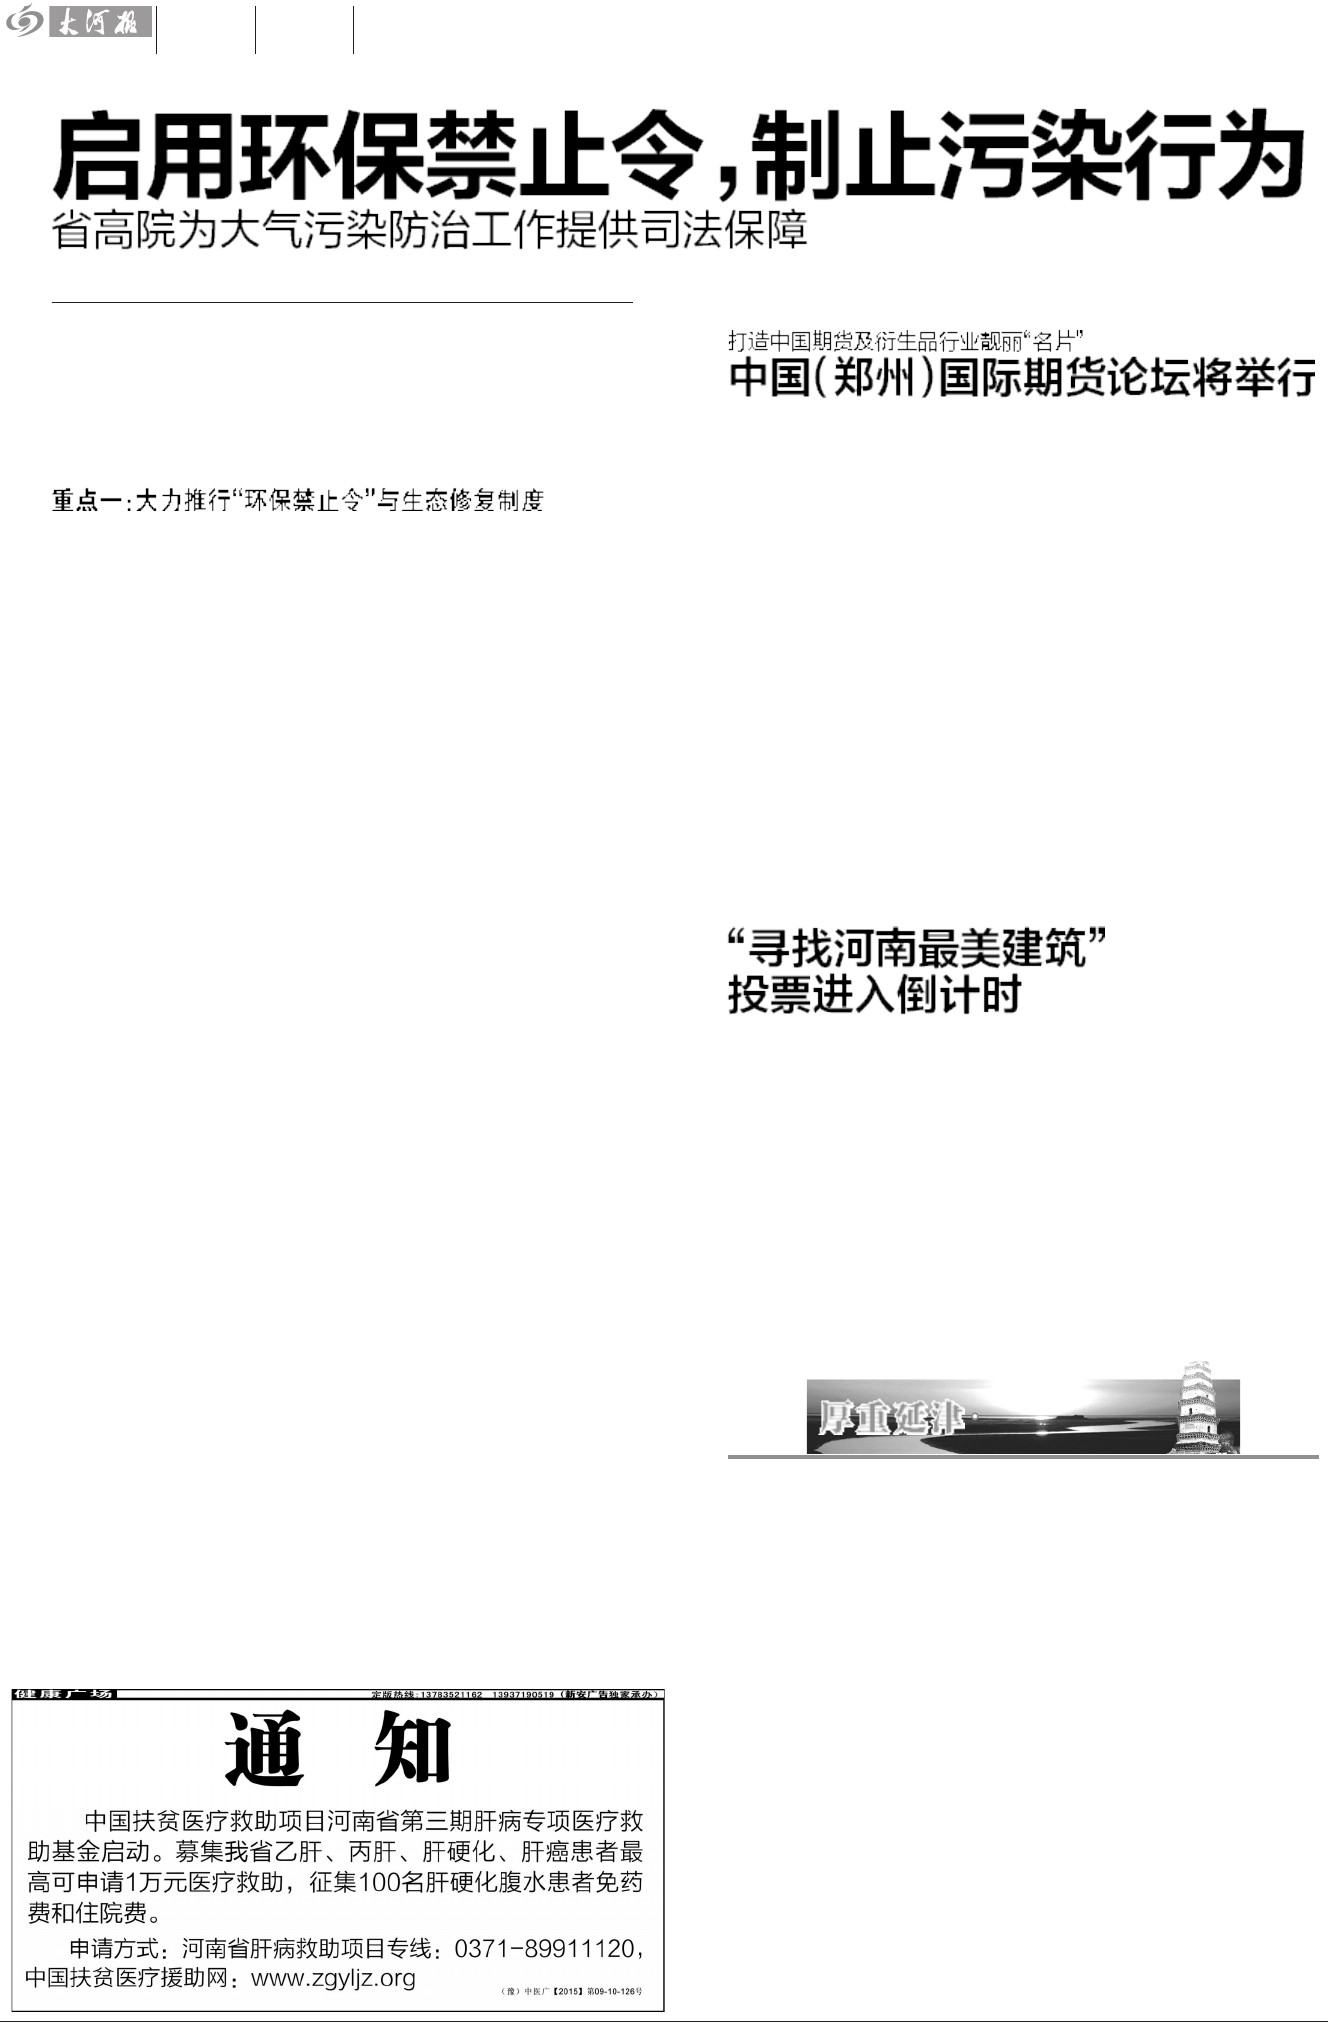 大河报
启用环保禁止令，制止污染行为
省高院为大气污染防治工作提供司法保障
重点一：大力推行“环保禁止令”与生态修复制度
打造中国期货及衍生品行业靓丽“名片”
中国（郑州）国际期货论坛将举行
“寻找河南最美建筑”
投票进入倒计时
厚重延津·
健康广场
定版热线：13783521162 13937190519（新安广告独家承办）
通 知
中国扶贫医疗救助项目河南省第三期肝病专项医疗救
助基金启动。募集我省乙肝、丙肝、肝硬化、肝癌患者最
高可申请1万元医疗救助，征集100名肝硬化腹水患者免药
费和住院费。
申请方式：河南省肝病救助项目专线：0371-89911120，
中国扶贫医疗援助网：www.zgyljz.org
（豫）中医广【2015】第09-10-126号